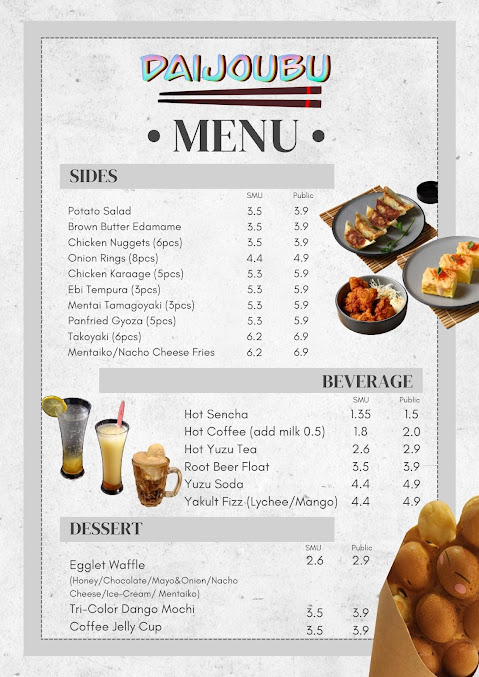 DAIJOUBU
• MENU •
SIDES
SMU Public
Potato Salad 3.5 3.9
Brown Butter Edamame 3.5 3.9
Chicken Nuggets (6pcs) 3.5 3.9
Onion Rings (8pcs) 4.4 4.9
Chicken Karaage (5pcs) 5.3 5.9
Ebi Tempura (3pcs) 5.3 5.9
Mentai Tamagoyaki (3pcs) 5.3 5.9
Panfried Gyoza (5pcs) 5.3 5.9
Takoyaki (6pcs) 6.2 6.9
Mentaiko/Nacho Cheese Fries 6.2 6.9
BEVERAGE
SMU Public
Hot Sencha 1.35 1.5
Hot Coffee (add milk 0.5) 1.8 2.0
Hot Yuzu Tea 2.6 2.9
Root Beer Float 3.5 3.9
Yuzu Soda 4.4 4.9
Yakult Fizz (Lychee/Mango) 4.4 4.9
DESSERT
SMU Public
Egglet Waffle 2.6 2.9
(Honey/Chocolate/Mayo&Onion/Nacho
Cheese/Ice-Cream/ Mentaiko)
Tri-Color Dango Mochi 3.5 3.9
Coffee Jelly Cup 3.5 3.9